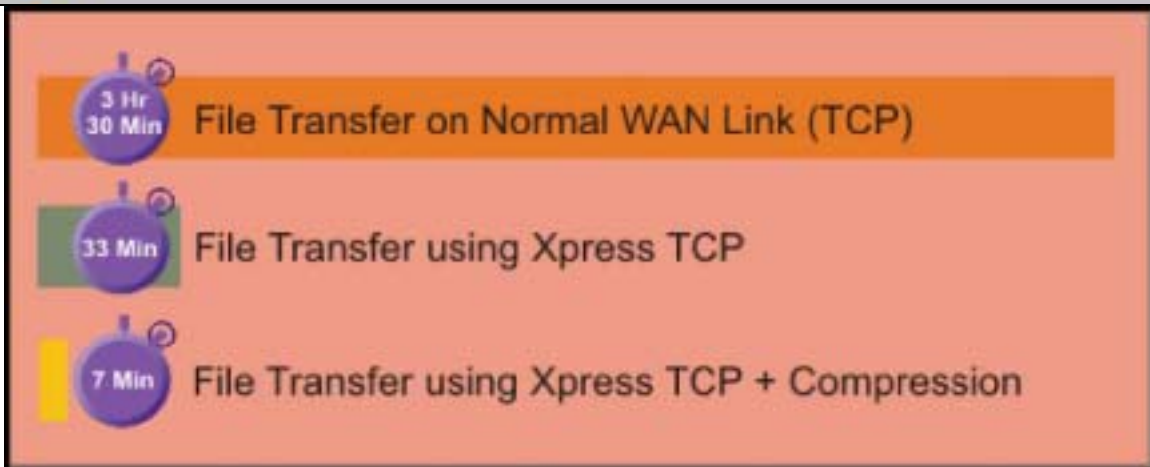 3 Hr
30 Min
File Transfer on Normal WAN Link (TCP)
33 Min
File Transfer using Xpress TCP
7 Min
File Transfer using Xpress TCP + Compression